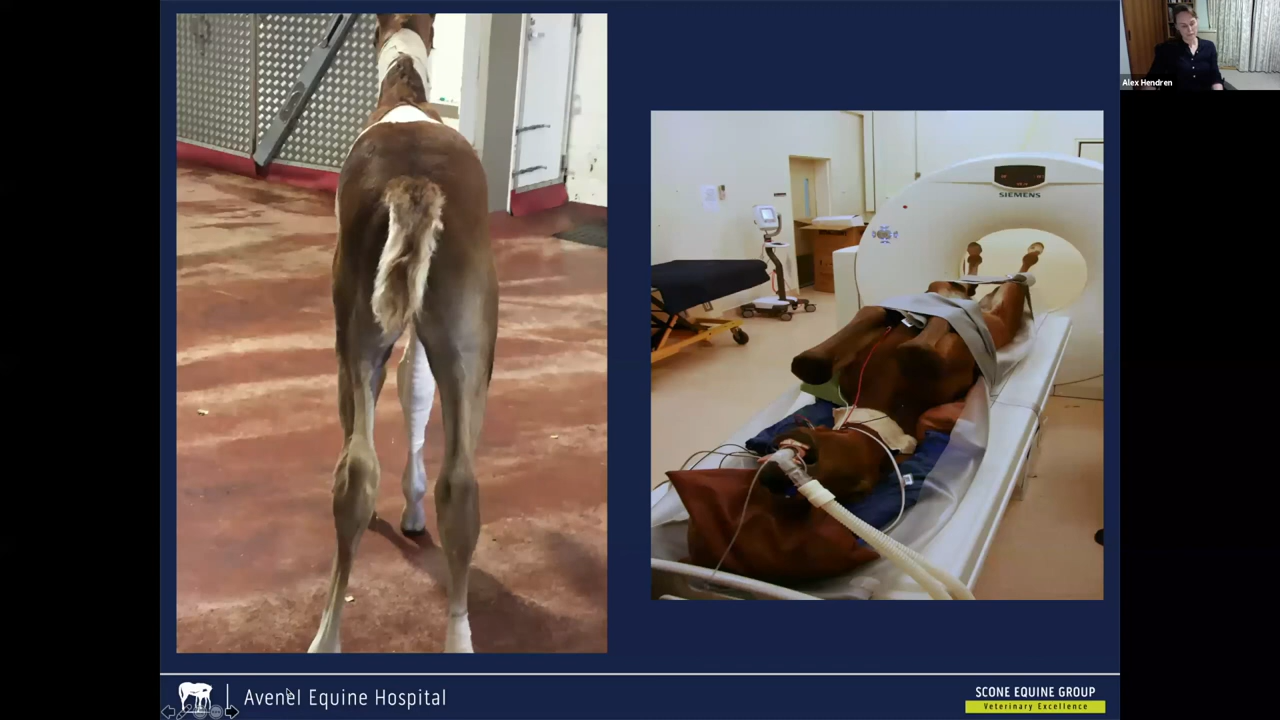 Alex Hendren
SIEMENS
Avenel Equine Hospital
SCONE EQUINE GROUP
Veterinary Excellence